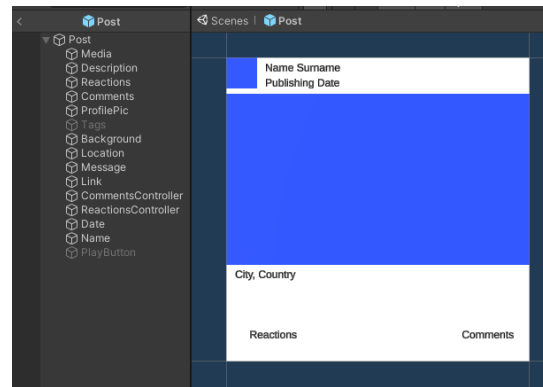 Post
Scenes
Post
Post
Media
Description
Reactions
Comments
ProfilePic
Tags
Background
Location
Message
Link
CommentsController
ReactionsController
Date
Name
PlayButton
Name Surname
Publishing Date
City, Country
Reactions
Comments